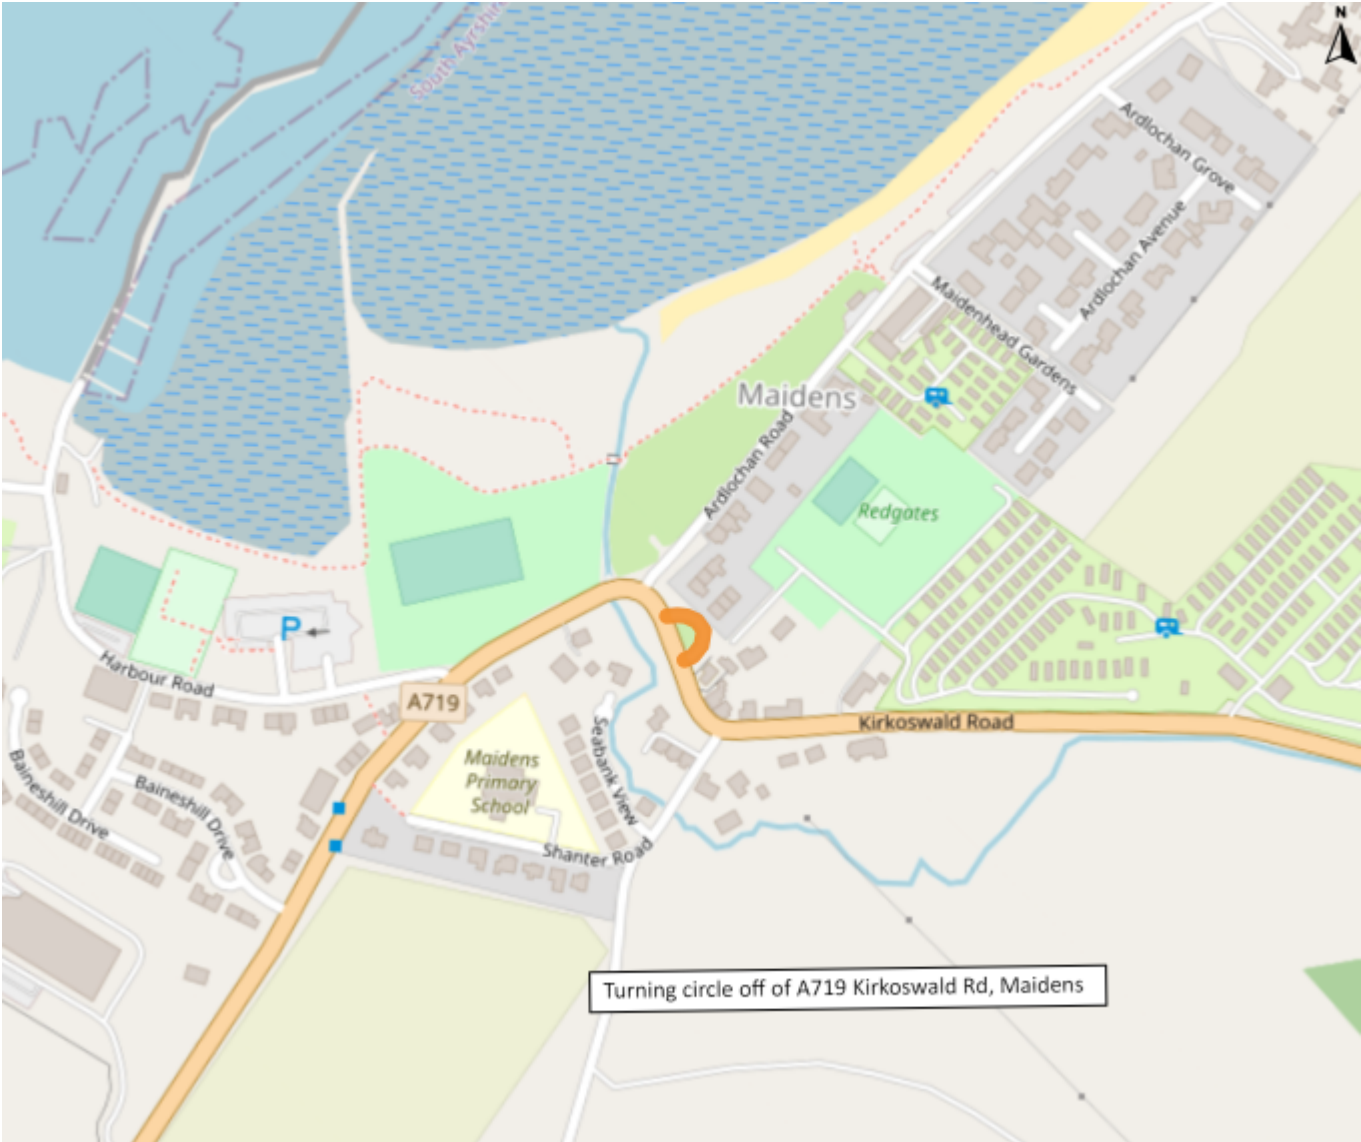 N
South Ayrshire
Ardlochan Grove
Ardlochan Avenue
Maidenhead Gardens
Maidens
Ardlochan Road
Redgates
P
Harbour Road
A719
Kirkoswald Road
Seabank View
Maidens
Primary
School
Baineshill Drive
Baineshill Drive
Shanter Road
Turning circle off of A719 Kirkoswald Rd, Maidens